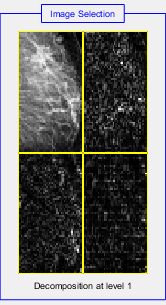 Image Selection
Decomposition at level 1